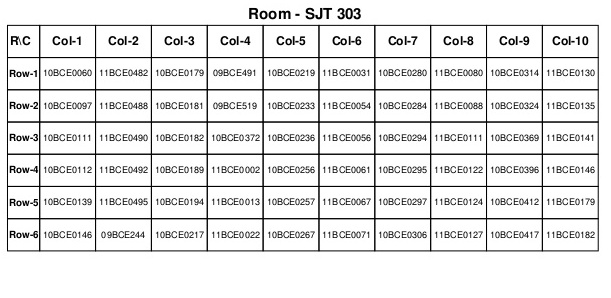 Room - SJT 303
R\C Col-1 Col-2 Col-3 Col-4 Col-5 Col-6 Col-7 Col-8 Col-9 Col-10
Row-1 10BCE0060 11BCE0482 10BCE0179 09BCE491 10BCE0219 11BCE0031 10BCE0280 11BCE0080 10BCE0314 11BCE0130
Row-2 10BCE0097 11BCE0488 10BCE0181 09BCE519 10BCE0233 11BCE0054 10BCE0284 11BCE0088 10BCE0324 11BCE0135
Row-3 10BCE0111 11BCE0490 10BCE0182 10BCE0372 10BCE0236 11BCE0056 10BCE0294 11BCE0111 10BCE0369 11BCE0141
Row-4 10BCE0112 11BCE0492 10BCE0189 11BCE0002 10BCE0256 11BCE0061 10BCE0295 11BCE0122 10BCE0396 11BCE0146
Row-5 10BCE0139 11BCE0495 10BCE0194 11BCE0013 10BCE0257 11BCE0067 10BCE0297 11BCE0124 10BCE0412 11BCE0179
Row-6 10BCE0146 09BCE244 10BCE0217 11BCE0022 10BCE0267 11BCE0071 10BCE0306 11BCE0127 10BCE0417 11BCE0182